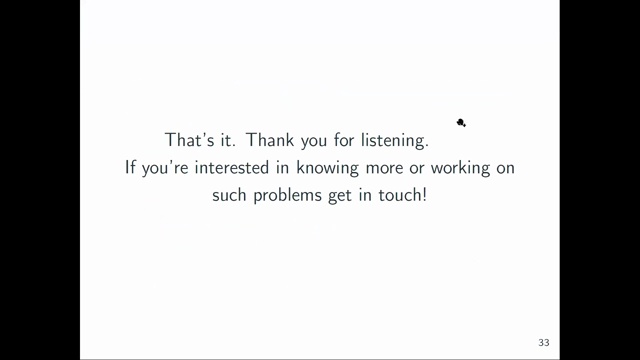 That's it. Thank you for listening.
If you're interested in knowing more or working on
such problems get in touch!
33